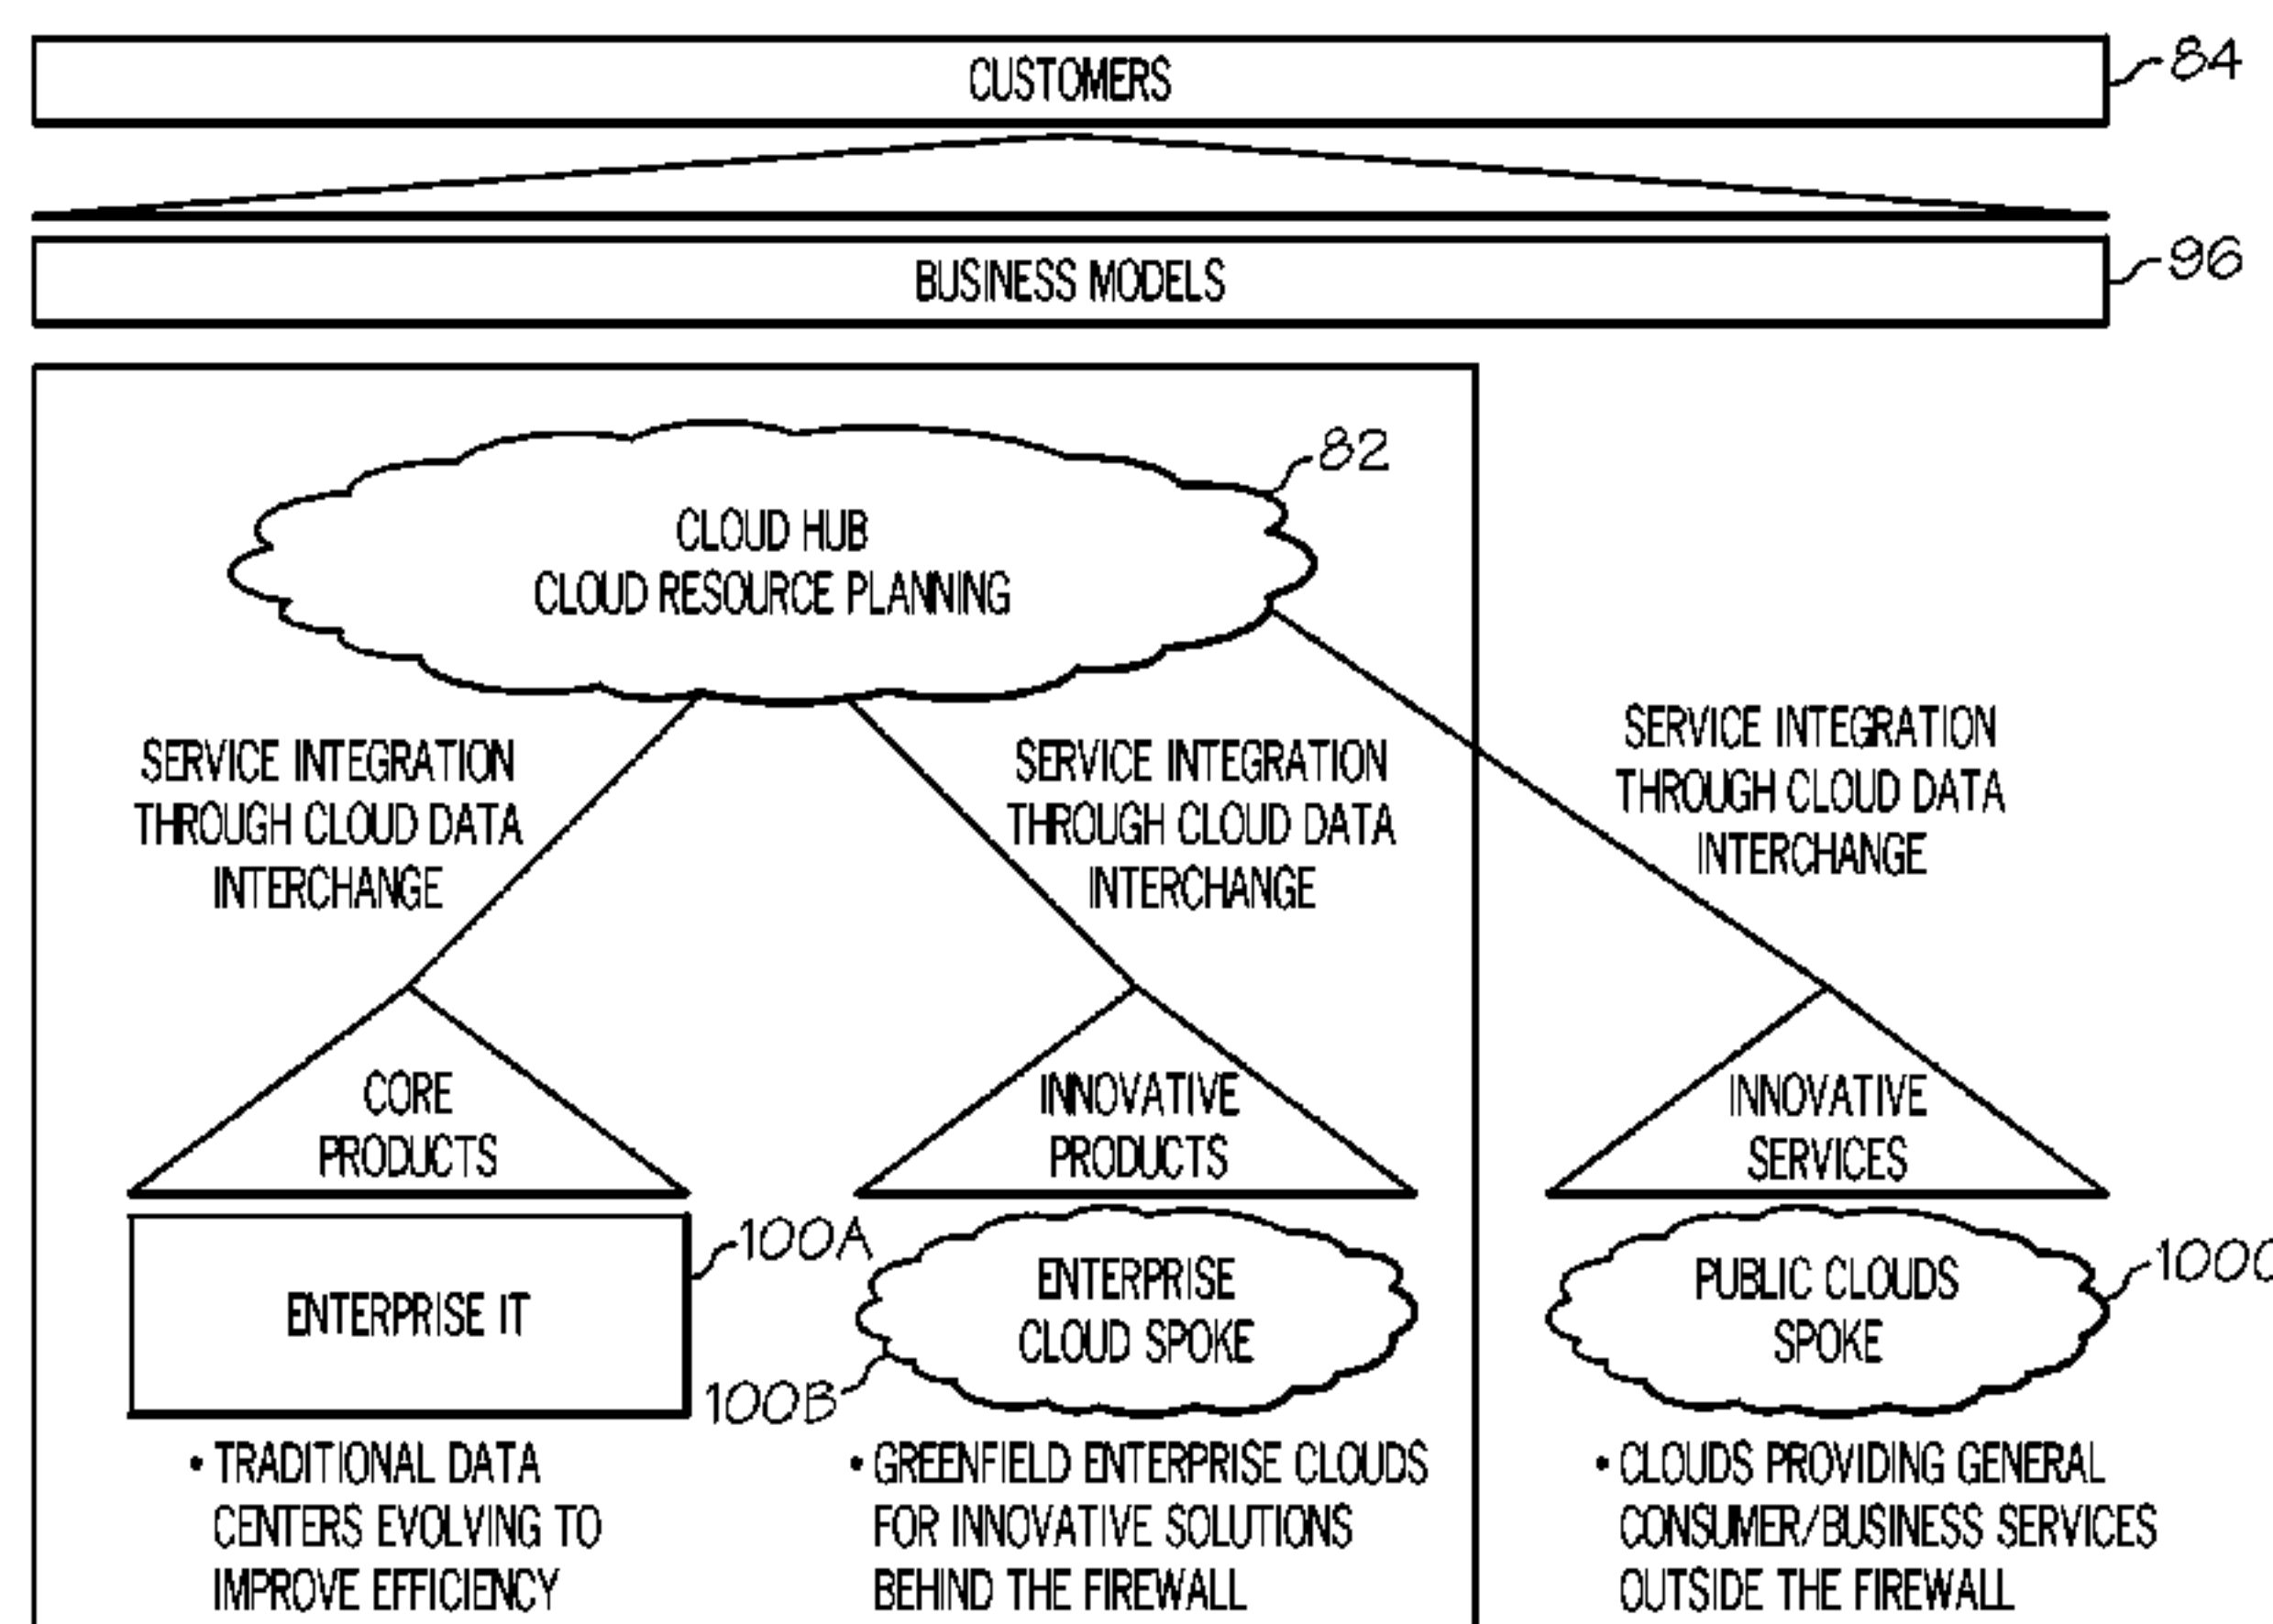 CUSTOMERS
84
BUSINESS MODELS
96
82
CLOUD HUB
CLOUD RESOURCE PLANNING
SERVICE INTEGRATION
THROUGH CLOUD DATA
INTERCHANGE
SERVICE INTEGRATION
THROUGH CLOUD DATA
INTERCHANGE
SERVICE INTEGRATION
THROUGH CLOUD DATA
INTERCHANGE
CORE
PRODUCTS
INNOVATIVE
PRODUCTS
INNOVATIVE
SERVICES
ENTERPRISE IT
100A
ENTERPRISE
CLOUD SPOKE
100B
PUBLIC CLOUDS
SPOKE
100C
• TRADITIONAL DATA
CENTERS EVOLVING TO
IMPROVE EFFICIENCY
• GREENFIELD ENTERPRISE CLOUDS
FOR INNOVATIVE SOLUTIONS
BEHIND THE FIREWALL
• CLOUDS PROVIDING GENERAL
CONSUMER/BUSINESS SERVICES
OUTSIDE THE FIREWALL